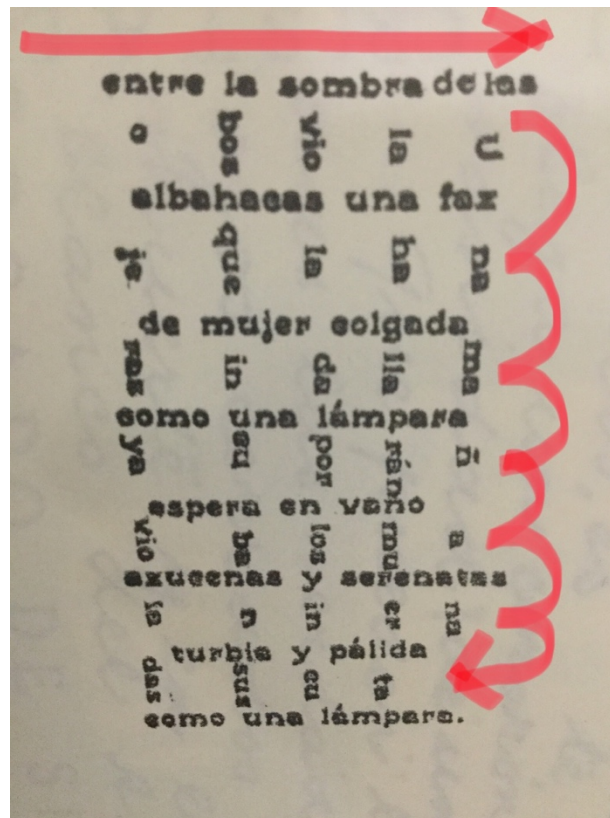 entre la sombra de las
albahacas una faz
de mujer colgada
como una lámpara
espera en vano
azucenas y serenatas
turbia y pálida
como una lámpara.
U na ma ñ a na
la ha lla rán mu er ta
vio la da por los in cu
bos que in su ba n sus
o je res ya vio la das